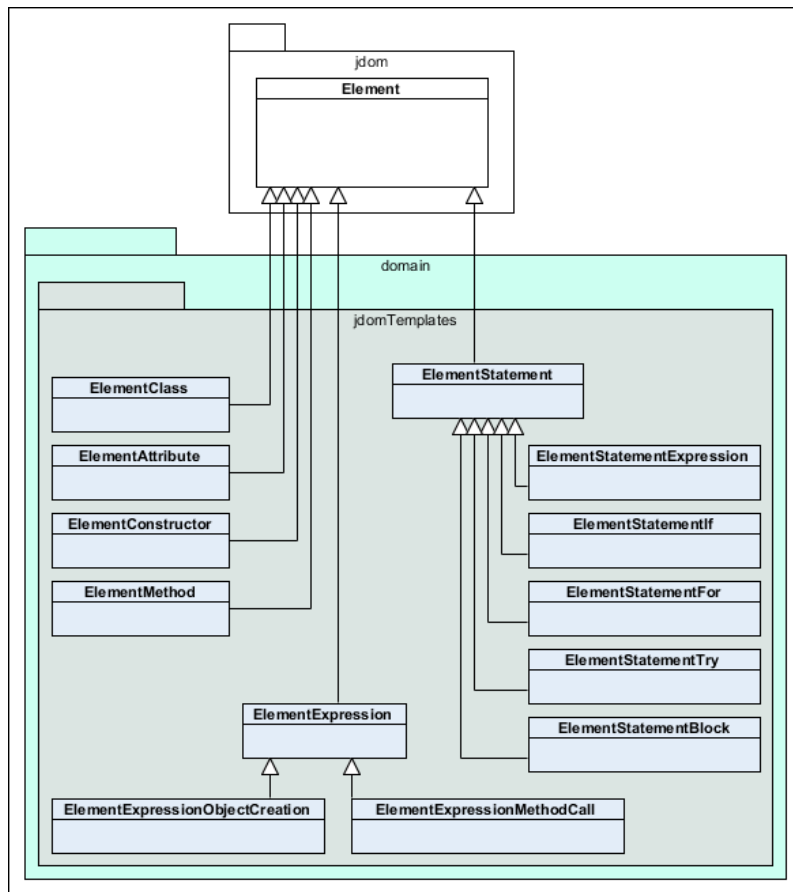 jdom
Element
domain
jdomTemplates
ElementClass
ElementStatement
ElementAttribute
ElementStatementExpression
ElementConstructor
ElementStatementIf
ElementMethod
ElementStatementFor
ElementStatementTry
ElementExpression
ElementStatementBlock
ElementExpressionObjectCreation
ElementExpressionMethodCall